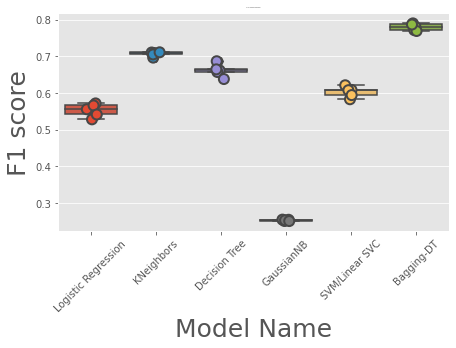 0.8
0.7
0.6
0.5
0.4
0.3
F1 score
Logistic Regression
KNeighbors
Decision Tree
GaussianNB
SVM/Linear SVC
Bagging-DT
Model Name